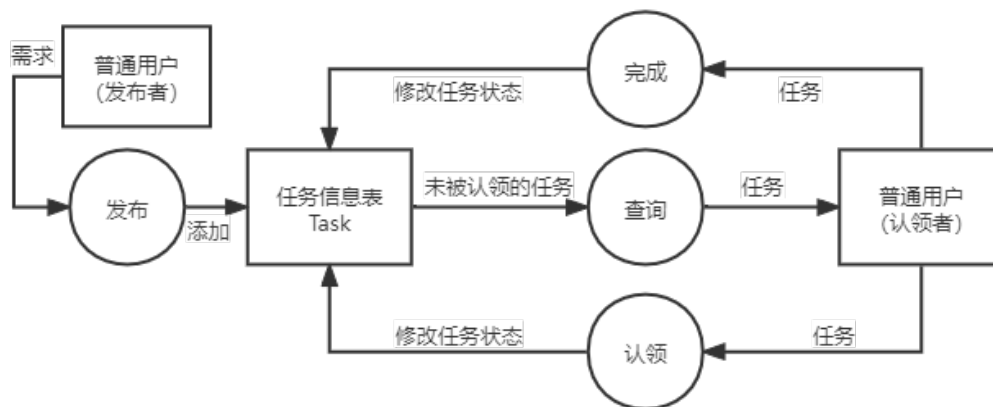 需求
普通用户
(发布者)
发布
添加
任务信息表
Task
修改任务状态
完成
任务
未被认领的任务
查询
任务
普通用户
(认领者)
修改任务状态
认领
任务